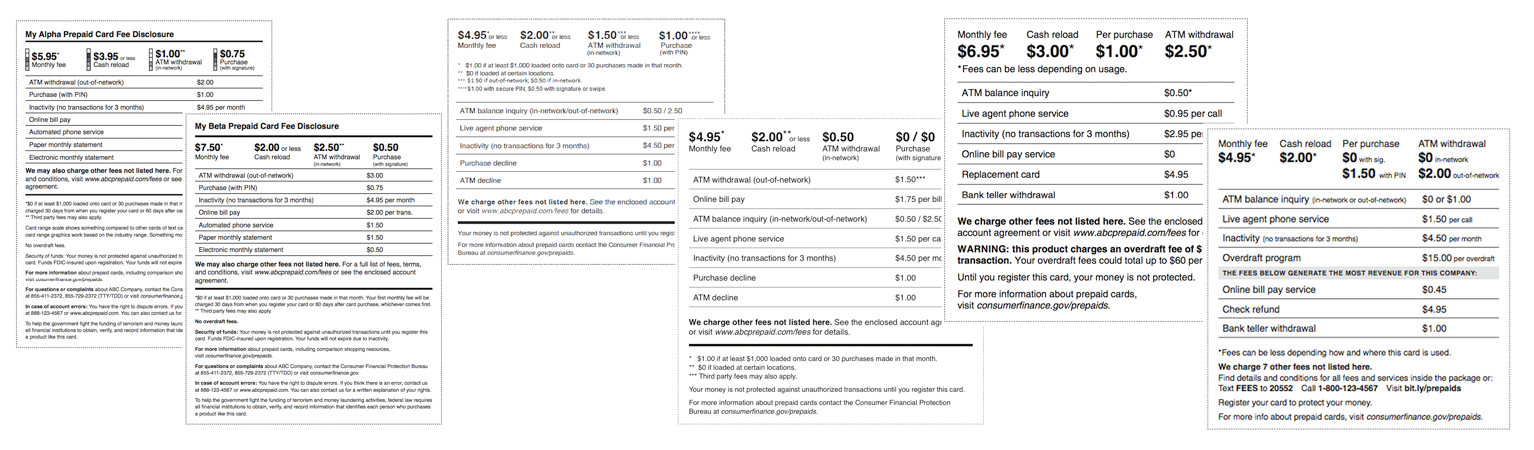 My Alpha Prepaid Card Fee Disclosure
$5.95* $3.95 or less $1.00** $0.75
Monthly fee Cash reload ATM withdrawal Purchase
(in-network) (with signature)
ATM withdrawal (out-of-network) $2.00
Purchase (with PIN) $1.00
Inactivity (no transactions for 3 months) $4.95 per month
Online bill pay
Automated phone service
Paper monthly statement
Electronic monthly statement
We may also charge other fees not listed here. For
and conditions, visit www.abcprepaid.com/fees or see
agreement.
*$0 if at least $1,000 loaded onto card or 30 purchases made in
charged 30 days from when you register your card or 60 days after
** Third party fees may also apply.
Card range scale shows something compared to other cards of
card range graphics work based on the industry range. Something
No overdraft fees.
Security of funds: Your money is not protected against unauthorized
card. Funds FDIC-insured upon registration. Your funds will not expire
For more information about prepaid cards, including comparison
visit consumerfinance.gov/prepaid.
For questions or complaints about ABC Company, contact the
at 855-411-2372, 855-729-2372 (TTY/TDD) or visit
In case of account errors: You have the right to dispute errors. If
at 888-123-4567 or www.abcprepaid.com. You can also contact us for
To help the government fight the funding of terrorism and money
all financial institutions to obtain, verify, and record information that
a product like this card.
My Beta Prepaid Card Fee Disclosure
$7.50* $2.00 or less $2.50** $0.50
Monthly fee Cash reload ATM withdrawal Purchase
(in-network) (with signature)
ATM withdrawal (out-of-network) $3.00
Purchase (with PIN) $0.75
Inactivity (no transactions for 3 months) $4.95 per month
Online bill pay $2.00 per trans.
Automated phone service $1.50
Paper monthly statement $1.50
Electronic monthly statement $0.50
We may also charge other fees not listed here. For a full list of fees, terms,
and conditions, visit www.abcprepaid.com/fees or see the enclosed account
agreement.
*$0 if at least $1,000 loaded onto card or 30 purchases made in that month. Your first monthly fee will be
charged 30 days from when you register your card or 60 days after card purchase, whichever comes first.
** Third party fees may also apply.
No overdraft fees.
Security of funds: Your money is not protected against unauthorized transactions until you register this
card. Funds FDIC-insured upon registration. Your funds will not expire due to inactivity.
For more information about prepaid cards, including comparison shopping resources,
visit consumerfinance.gov/prepaid.
For questions or complaints about ABC Company, contact the Consumer Financial Protection Bureau
at 855-411-2372, 855-729-2372 (TTY/TDD) or visit consumerfinance.gov.
In case of account errors: You have the right to dispute errors. If you think there is an error, contact us
at 888-123-4567 or www.abcprepaid.com. You can also contact us for a written explanation of your rights.
To help the government fight the funding of terrorism and money laundering activities, federal law requires
all financial institutions to obtain, verify, and record information that identifies each person who purchases
a product like this card.
$4.95* or less $2.00** or less $1.50*** or less $1.00**** or less
Monthly fee Cash reload ATM withdrawal Purchase
(in-network) (with PIN)
* $1.00 if at least $1,000 loaded onto card or 30 purchases made in that month.
** $0 if loaded at certain locations.
*** $1.50 if out-of-network; $0.50 if in-network.
****$1.00 with secure PIN; $0.50 with signature or swipe.
ATM balance inquiry (in-network/out-of-network) $0.50 / 2.50
Live agent phone service $1.50 per
Inactivity (no transactions for 3 months) $4.50 per
Purchase decline $1.00
ATM decline $1.00
We charge other fees not listed here. See the enclosed account
or visit www.abcprepaid.com/fees for details.
Your money is not protected against unauthorized transactions until you
For more information about prepaid cards contact the Consumer Financial
Bureau at consumerfinance.gov/prepaids.
$4.95* $2.00** or less $0.50 $0 / $0
Monthly fee Cash reload ATM withdrawal Purchase
(in-network) (with signature
ATM withdrawal (out-of-network) $1.50***
Online bill pay $1.75 per bill
ATM balance inquiry (in-network/out-of-network) $0.50 / $2.50
Live agent phone service $1.50 per
Inactivity (no transactions for 3 months) $4.50 per
Purchase decline $1.00
ATM decline $1.00
We charge other fees not listed here. See the enclosed account
or visit www.abcprepaid.com/fees for details.
* $1.00 if at least $1,000 loaded onto card or 30 purchases made in that month.
** $0 if loaded at certain locations.
*** Third party fees may also apply.
Your money is not protected against unauthorized transactions until you register this card.
For more information about prepaid cards contact the Consumer Financial Protection
Bureau at consumerfinance.gov/prepaids.
Monthly fee Cash reload Per purchase ATM withdrawal
$6.95* $3.00* $1.00* $2.50*
*Fees can be less depending on usage.
ATM balance inquiry $0.50*
Live agent phone service $0.95 per call
Inactivity (no transactions for 3 months) $2.95 per
Online bill pay service $0
Replacement card $4.95
Bank teller withdrawal $1.00
We charge other fees not listed here. See the enclosed
account agreement or visit www.abcprepaid.com/fees for
WARNING: this product charges an overdraft fee of $
transaction. Your overdraft fees could total up to $60 per
Until you register this card, your money is not protected.
For more information about prepaid cards,
visit consumerfinance.gov/prepaids.
Monthly fee Cash reload Per purchase ATM withdrawal
$4.95* $2.00* $0 with sig. $0 in-network
$1.50 with PIN $2.00 out-of-network
ATM balance inquiry (in-network or out-of-network) $0 or $1.00
Live agent phone service $1.50 per call
Inactivity (no transactions for 3 months) $4.50 per month
Overdraft program $15.00 per overdraft
THE FEES BELOW GENERATE THE MOST REVENUE FOR THIS COMPANY:
Online bill pay service $0.45
Check refund $4.95
Bank teller withdrawal $1.00
*Fees can be less depending how and where this card is used.
We charge 7 other fees not listed here.
Find details and conditions for all fees and services inside the package or:
Text FEES to 20552 Call 1-800-123-4567 Visit bit.ly/prepaids
Register your card to protect your money.
For more info about prepaid cards, visit consumerfinance.gov/prepaids.